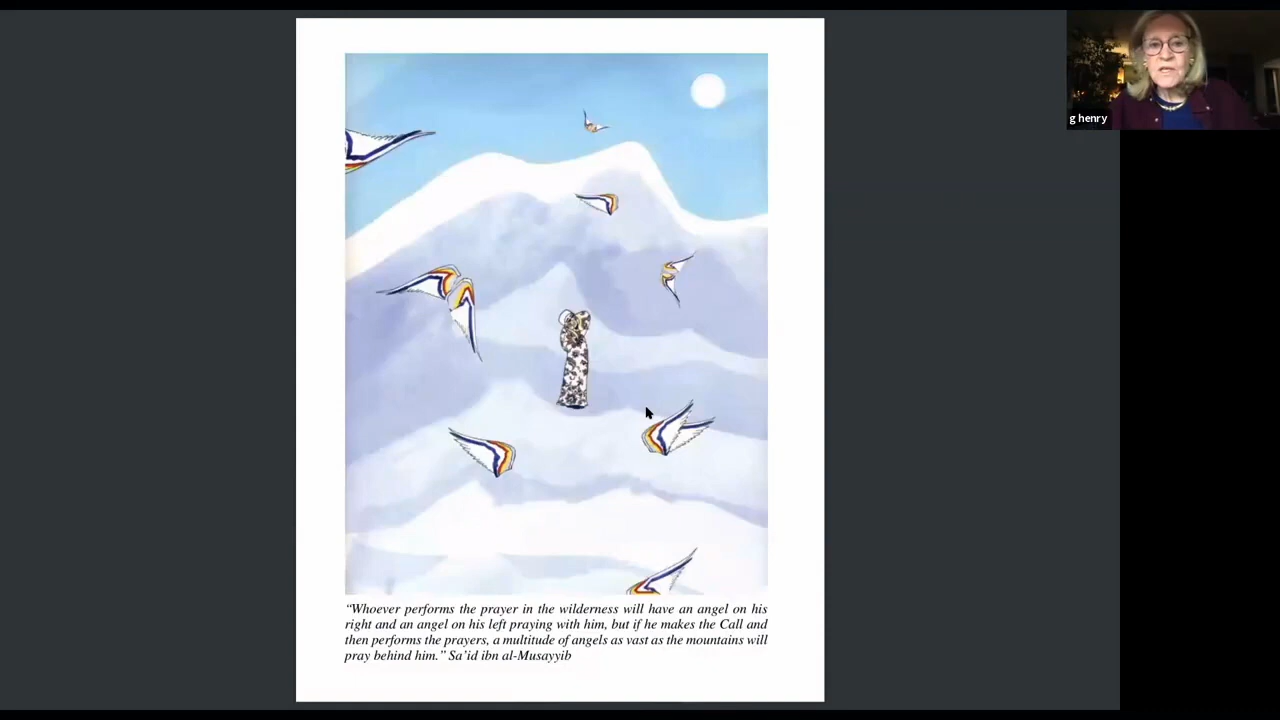 g henry
“Whoever performs the prayer in the wilderness will have an angel on his
right and an angel on his left praying with him, but if he makes the Call and
then performs the prayers, a multitude of angels as vast as the mountains will
pray behind him.” Sa’id ibn al-Musayyib